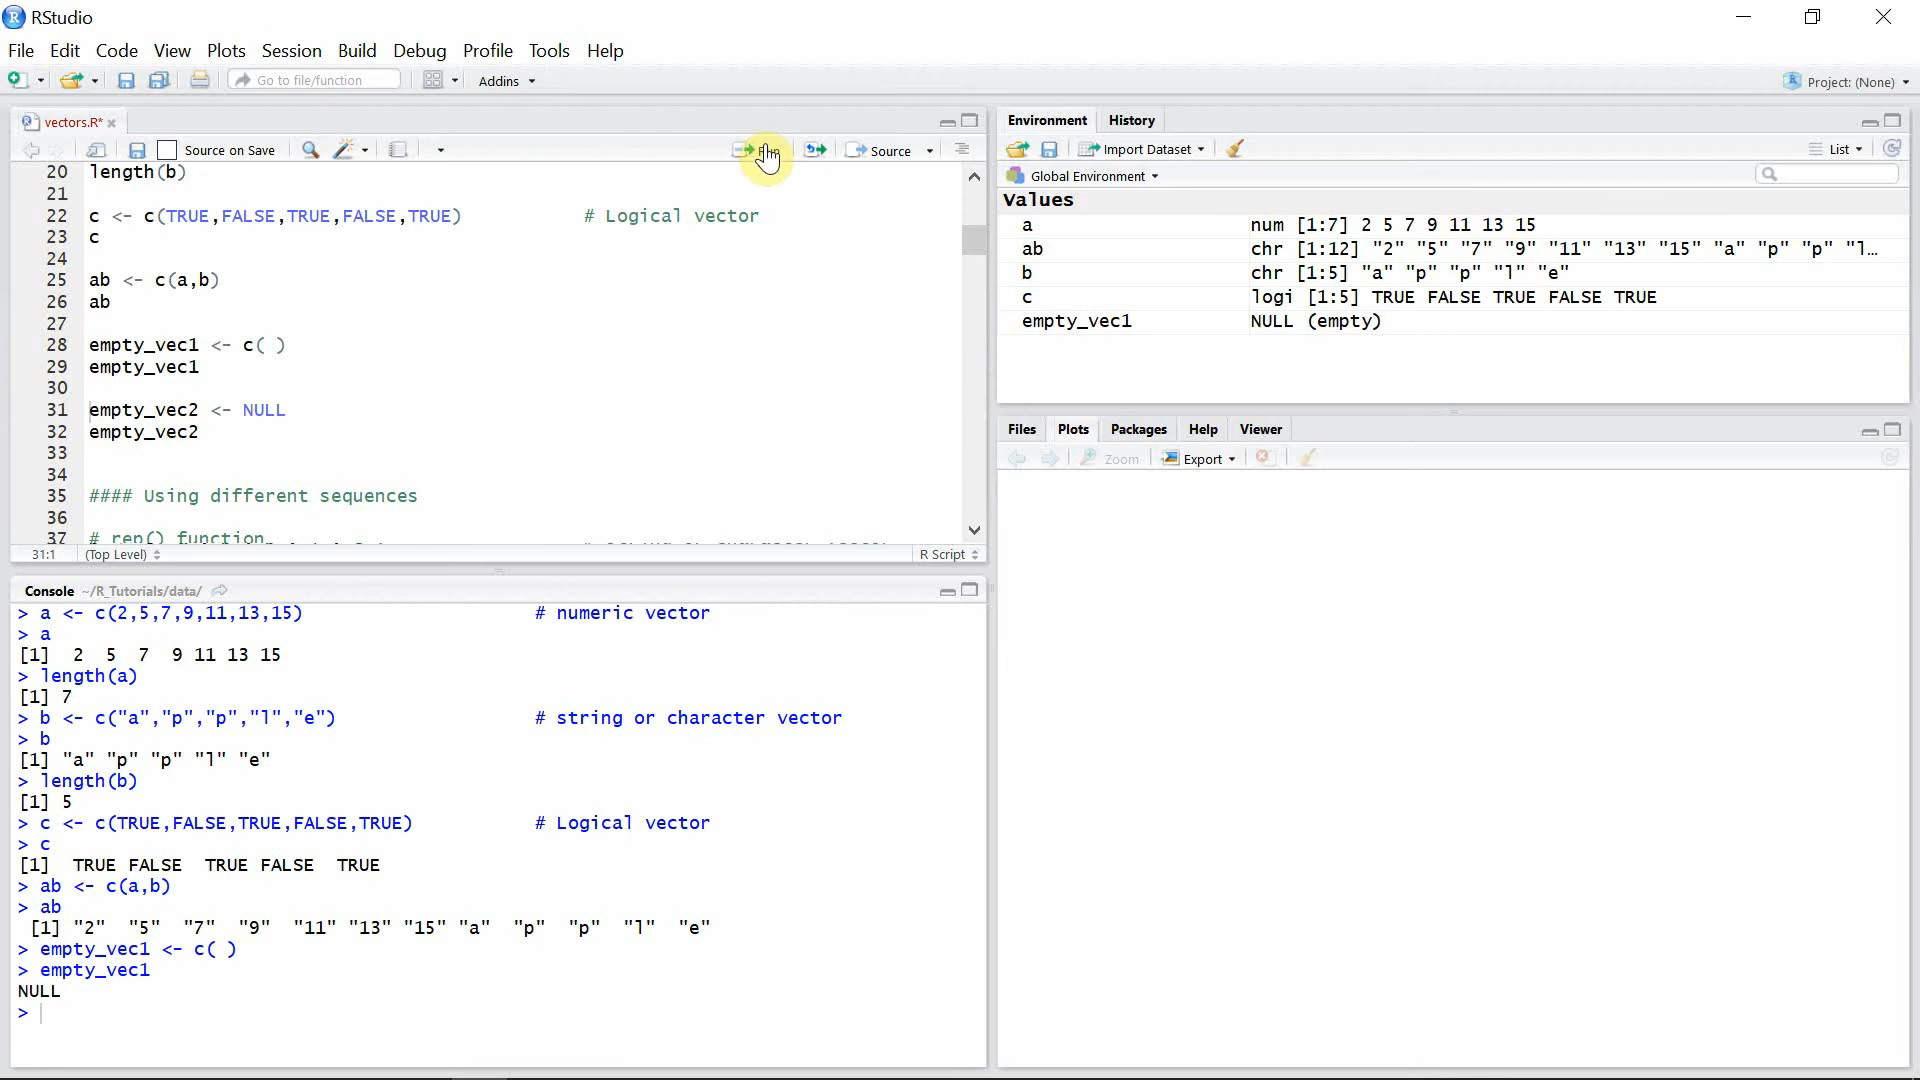 RStudio
File Edit Code View Plots Session Build Debug Profile Tools Help
Go to file/function Addins Project: (None)
vectors.R*
Source on Save Run Source
20 length(b)
21
22 c <- c(TRUE,FALSE,TRUE,FALSE,TRUE) # Logical vector
23 c
24
25 ab <- c(a,b)
26 ab
27
28 empty_vec1 <- c( )
29 empty_vec1
30
31 empty_vec2 <- NULL
32 empty_vec2
33
34
35 #### Using different sequences
36
37 # rep() function
31:1 (Top Level) R Script
Console ~/R_Tutorials/data/
> a <- c(2,5,7,9,11,13,15) # numeric vector
> a
[1] 2 5 7 9 11 13 15
> length(a)
[1] 7
> b <- c("a","p","p","l","e") # string or character vector
> b
[1] "a" "p" "p" "l" "e"
> length(b)
[1] 5
> c <- c(TRUE,FALSE,TRUE,FALSE,TRUE) # Logical vector
> c
[1] TRUE FALSE TRUE FALSE TRUE
> ab <- c(a,b)
> ab
[1] "2" "5" "7" "9" "11" "13" "15" "a" "p" "p" "l" "e"
> empty_vec1 <- c( )
> empty_vec1
NULL
>
Environment History
Import Dataset List
Global Environment
Values
a num [1:7] 2 5 7 9 11 13 15
ab chr [1:12] "2" "5" "7" "9" "11" "13" "15" "a" "p" "p" "l…
b chr [1:5] "a" "p" "p" "l" "e"
c logi [1:5] TRUE FALSE TRUE FALSE TRUE
empty_vec1 NULL (empty)
Files Plots Packages Help Viewer
Zoom Export